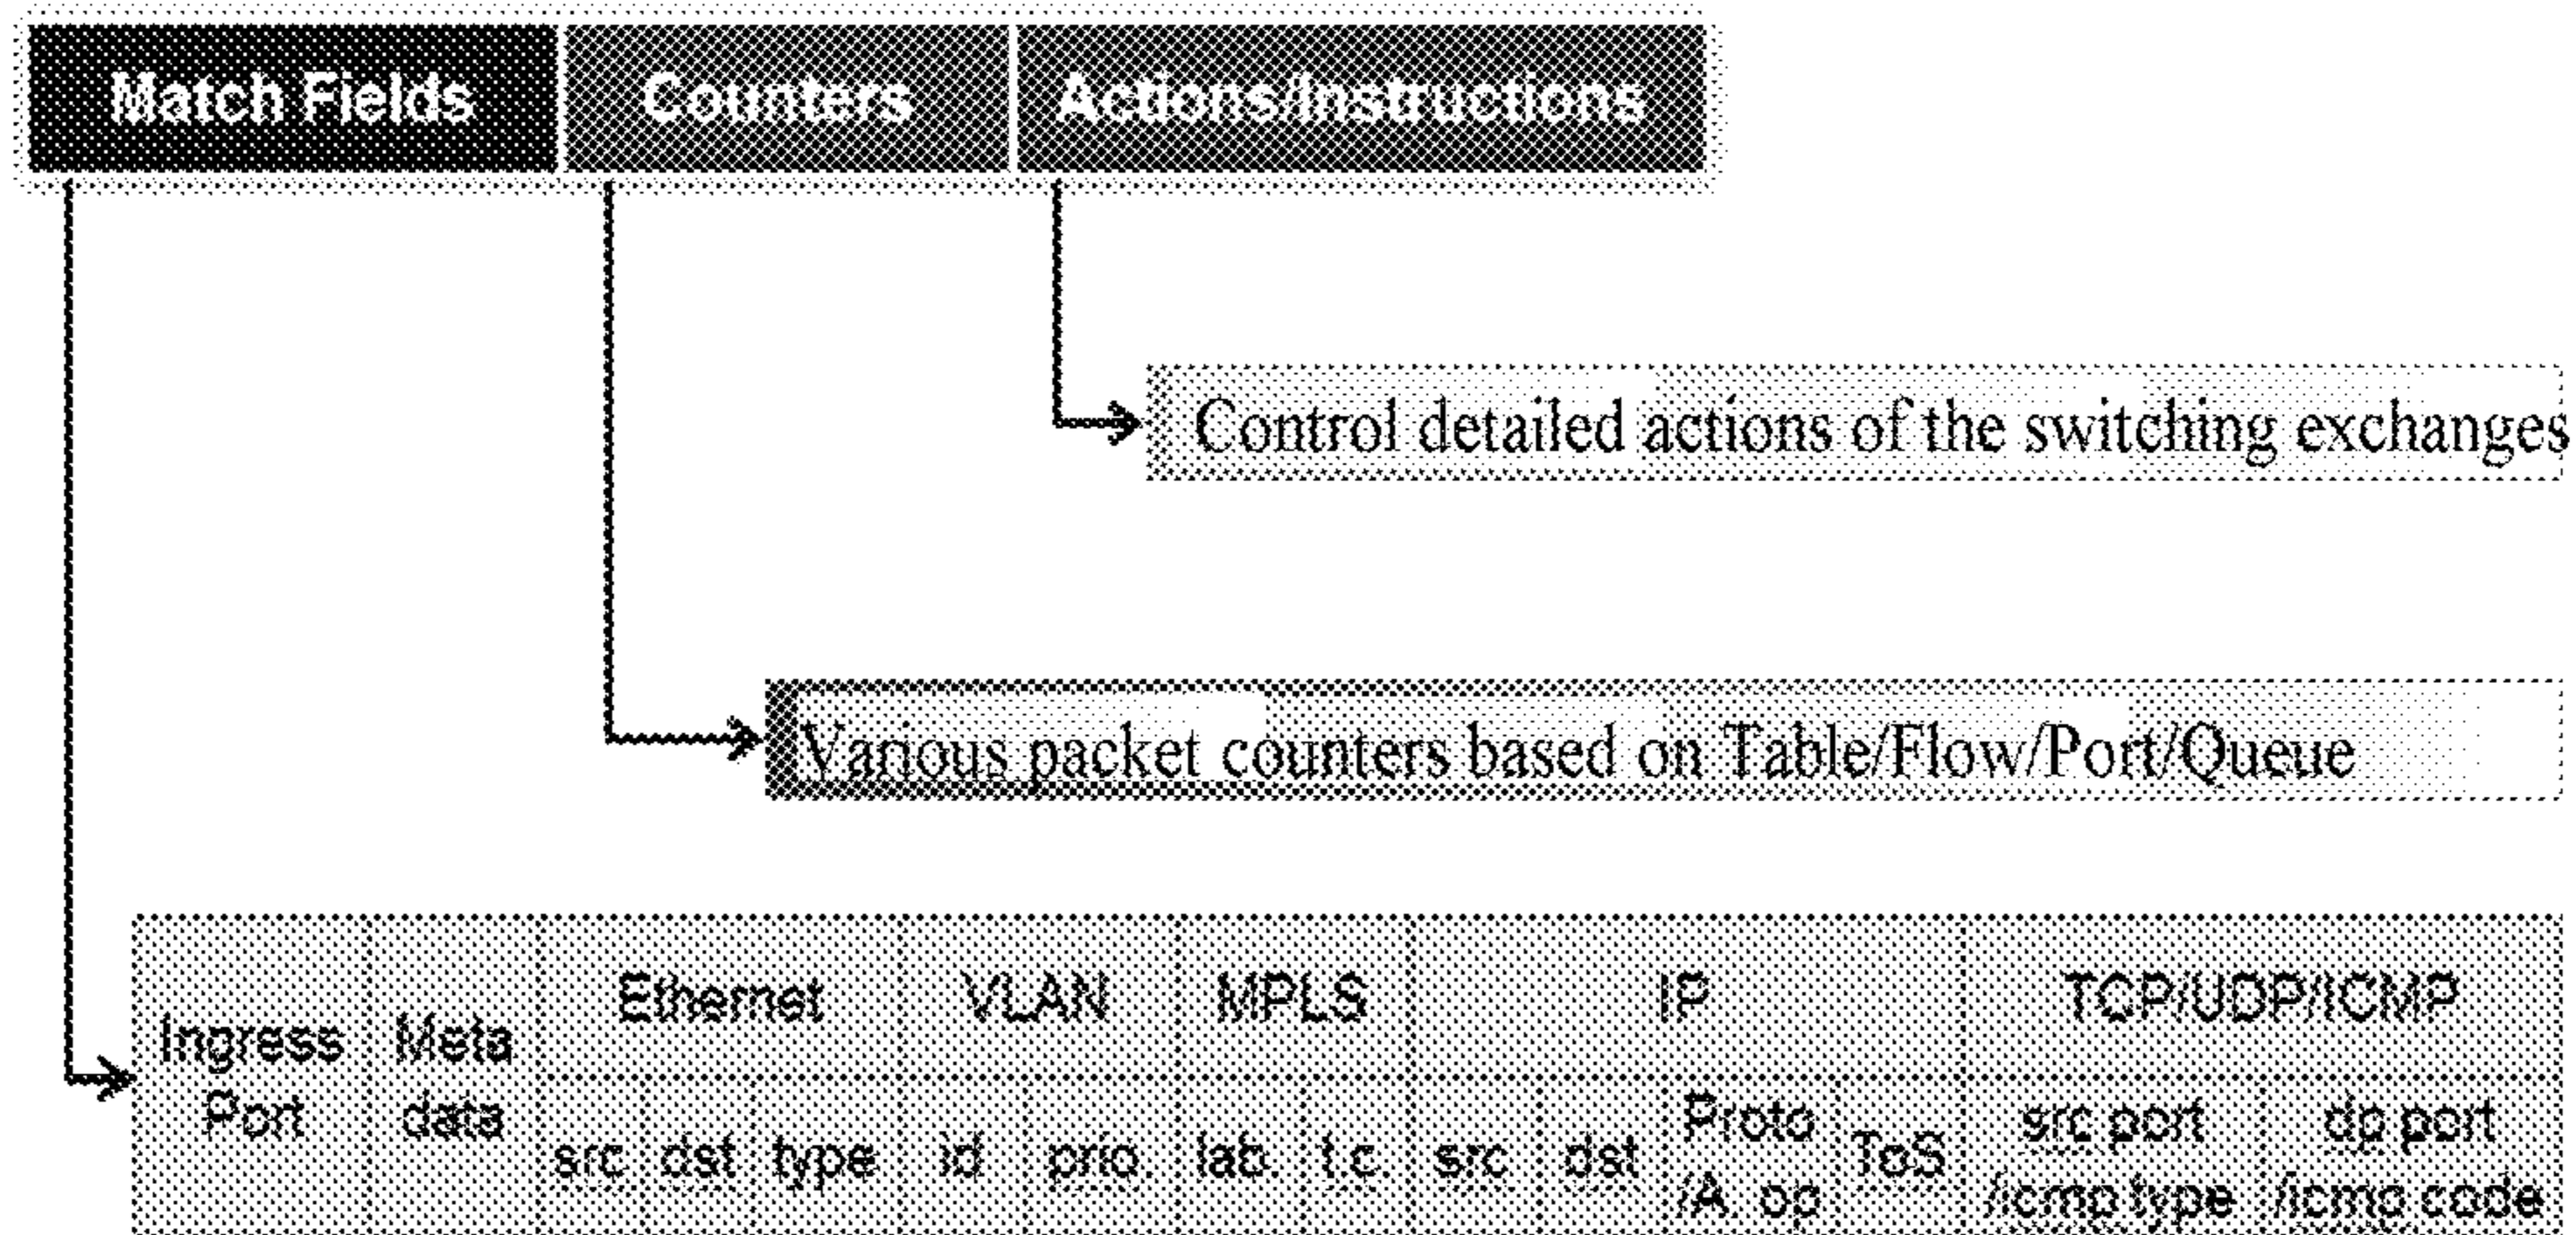 Match Fields Counters Actions/Instructions
Control detailed actions of the switching exchanges
Various packet counters based on Table/Flow/Port/Queue
Ingress Port Meta data Ethernet VLAN MPLS IP TCP/UDP/ICMP
src dst type id prio. lab. t.c. src dst Proto /A. op ToS src port /icmp type dp port /icmp code